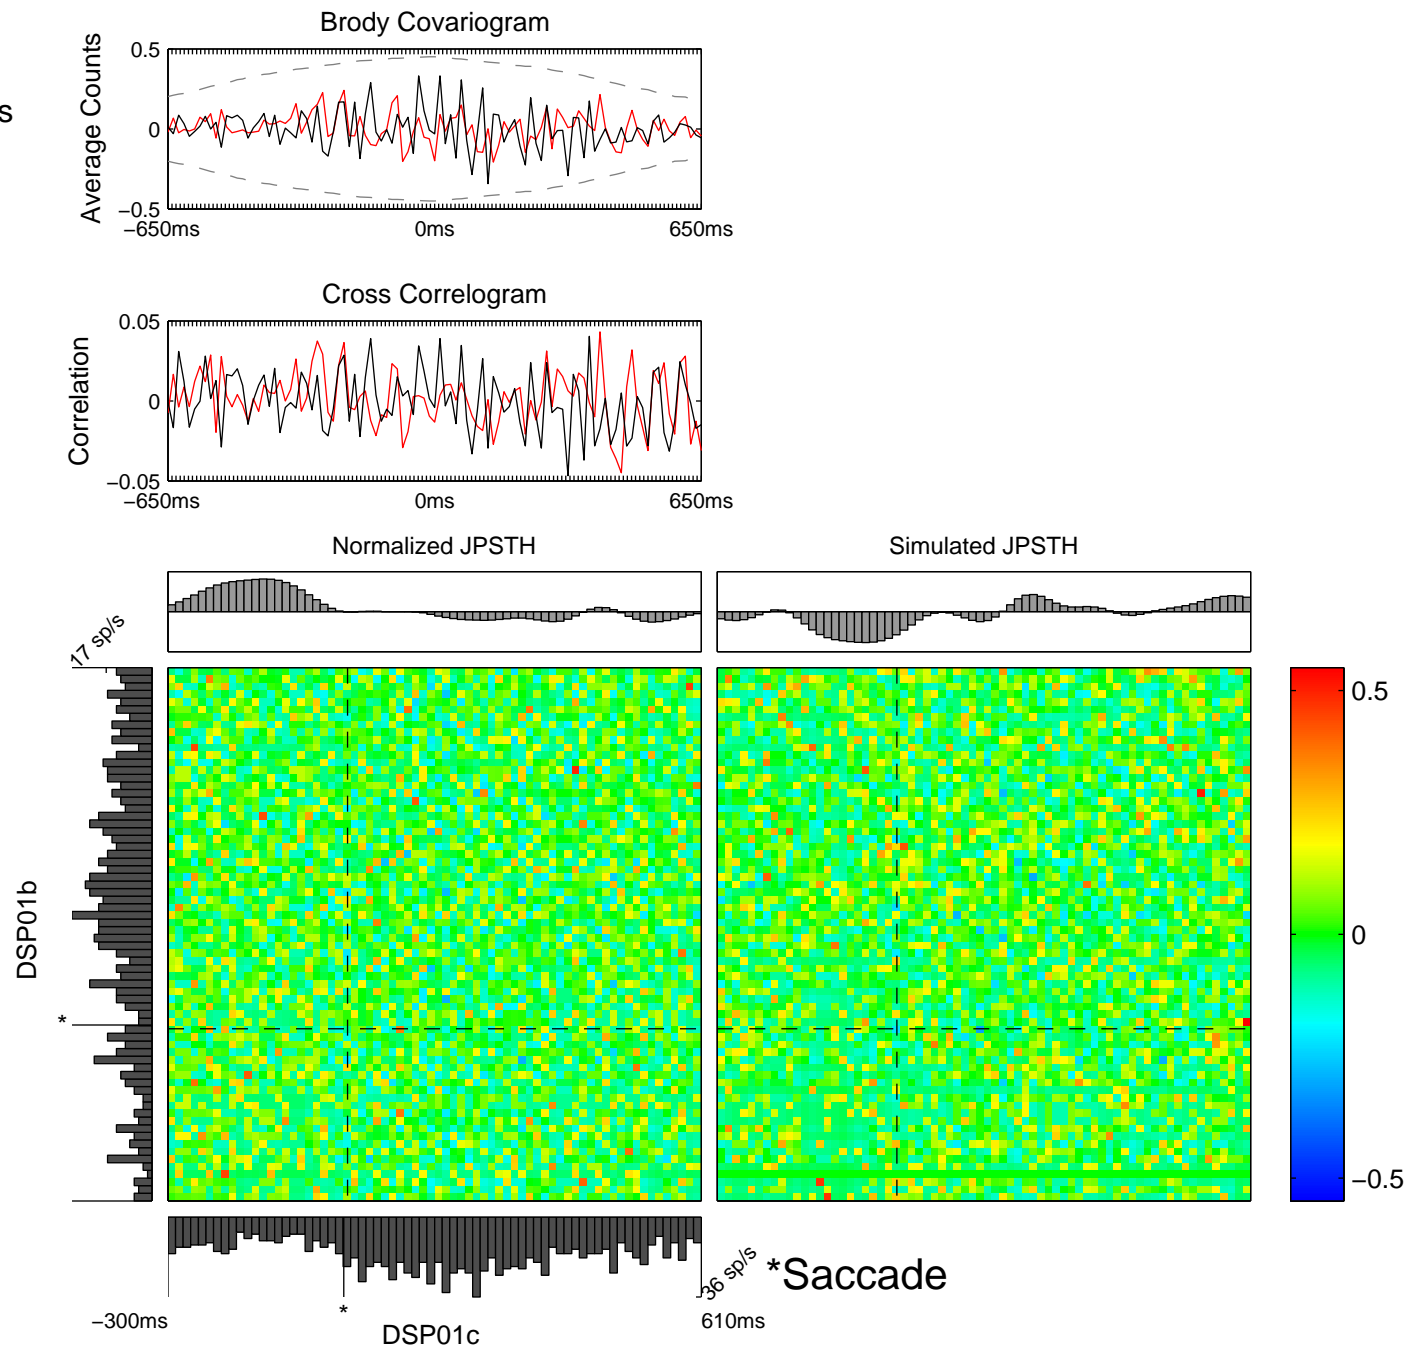 Brody Covariogram
s
Average Counts
0.5
0
−0.5
−650ms
0ms
650ms
Cross Correlogram
Correlation
0.05
0
−0.05
−650ms
0ms
650ms
Normalized JPSTH
Simulated JPSTH
17 sp/s
DSP01b
*
0.5
0
−0.5
36 sp/s
*Saccade
*
−300ms
DSP01c
610ms